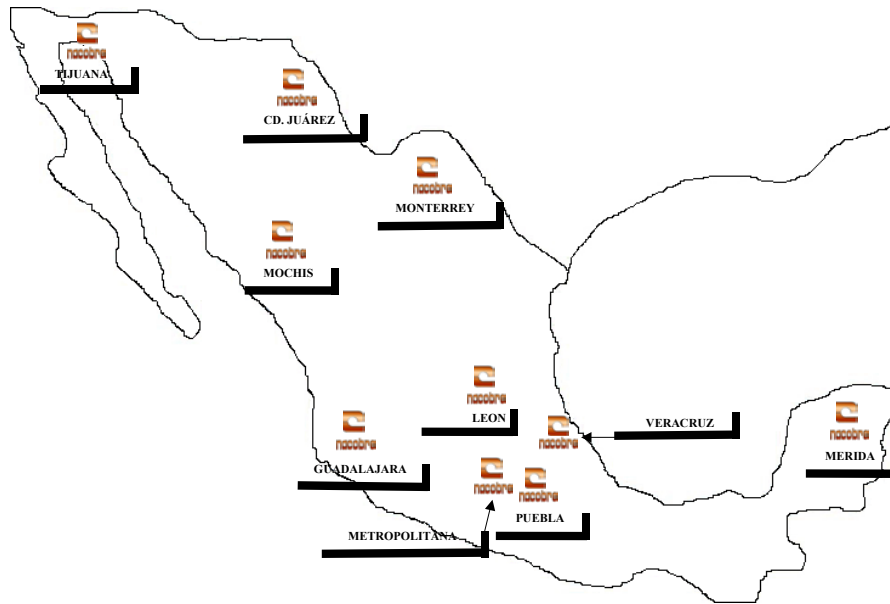 nacobre
TIJUANA
nacobre
CD. JUÁREZ
nacobre
MONTERREY
nacobre
MOCHIS
nacobre
LEON
nacobre
GUADALAJARA
nacobre
VERACRUZ
nacobre
MERIDA
nacobre
METROPOLITANA
nacobre
PUEBLA